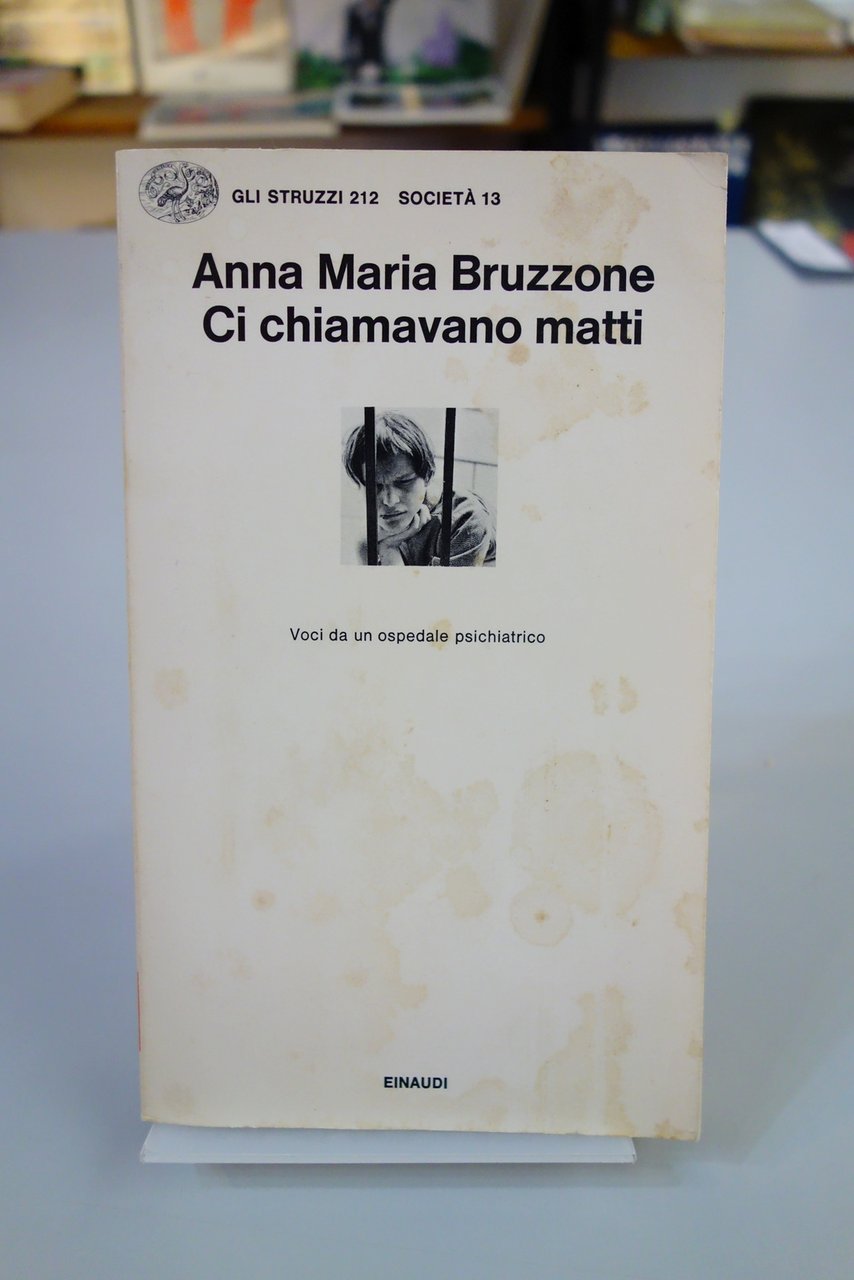 GLI STRUZZI 212 SOCIETÀ 13
Anna Maria Bruzzone
Ci chiamavano matti
Voci da un ospedale psichiatrico
EINAUDI